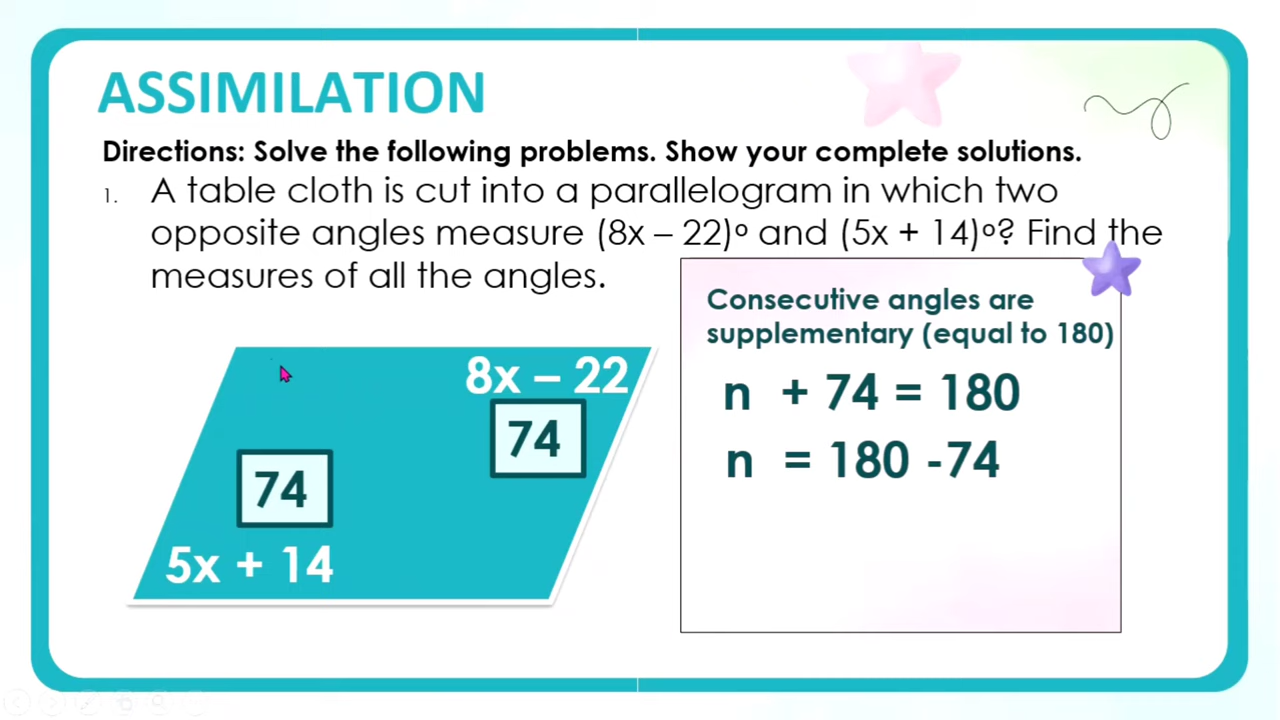 ASSIMILATION
Directions: Solve the following problems. Show your complete solutions.
1. A table cloth is cut into a parallelogram in which two
opposite angles measure (8x – 22)º and (5x + 14)º? Find the
measures of all the angles.
Consecutive angles are
supplementary (equal to 180)
n + 74 = 180
n = 180 -74
8x – 22
74
74
5x + 14